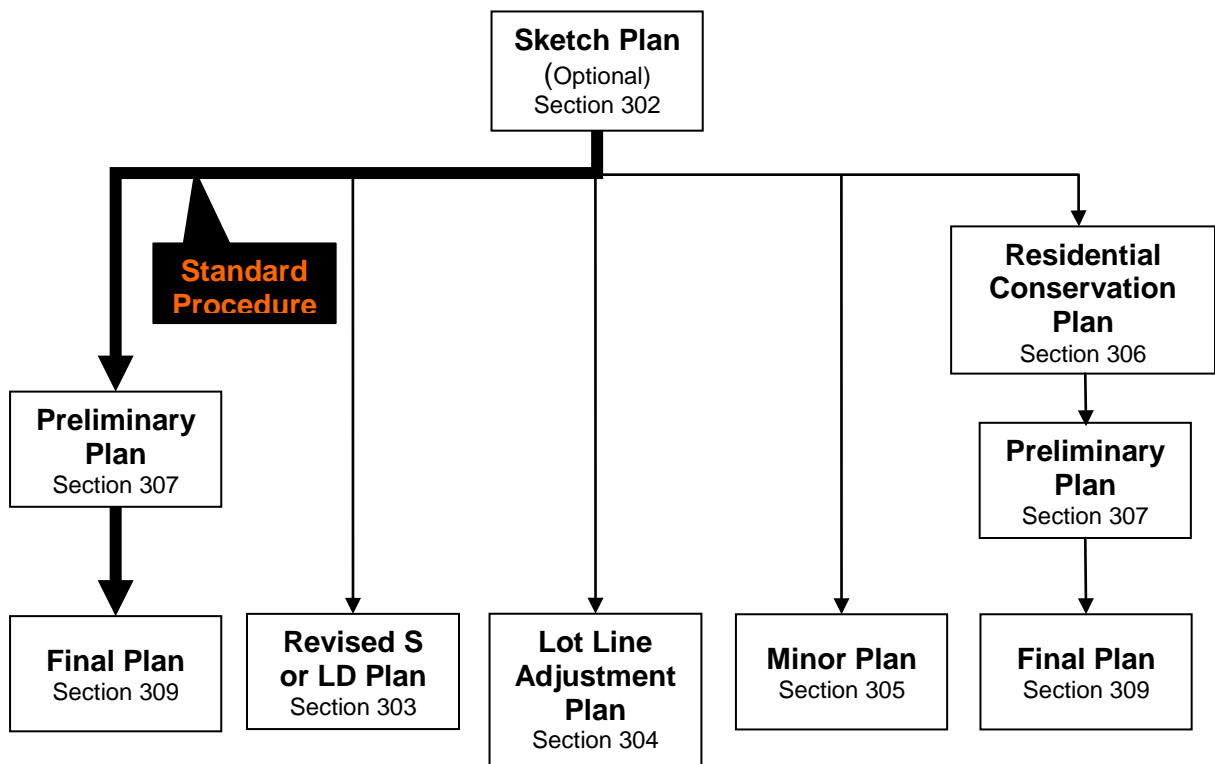 Sketch Plan
(Optional)
Section 302
Standard
Procedure
Residential
Conservation
Plan
Section 306
Preliminary
Plan
Section 307
Preliminary
Plan
Section 307
Final Plan
Section 309
Revised S
or LD Plan
Section 303
Lot Line
Adjustment
Plan
Section 304
Minor Plan
Section 305
Final Plan
Section 309